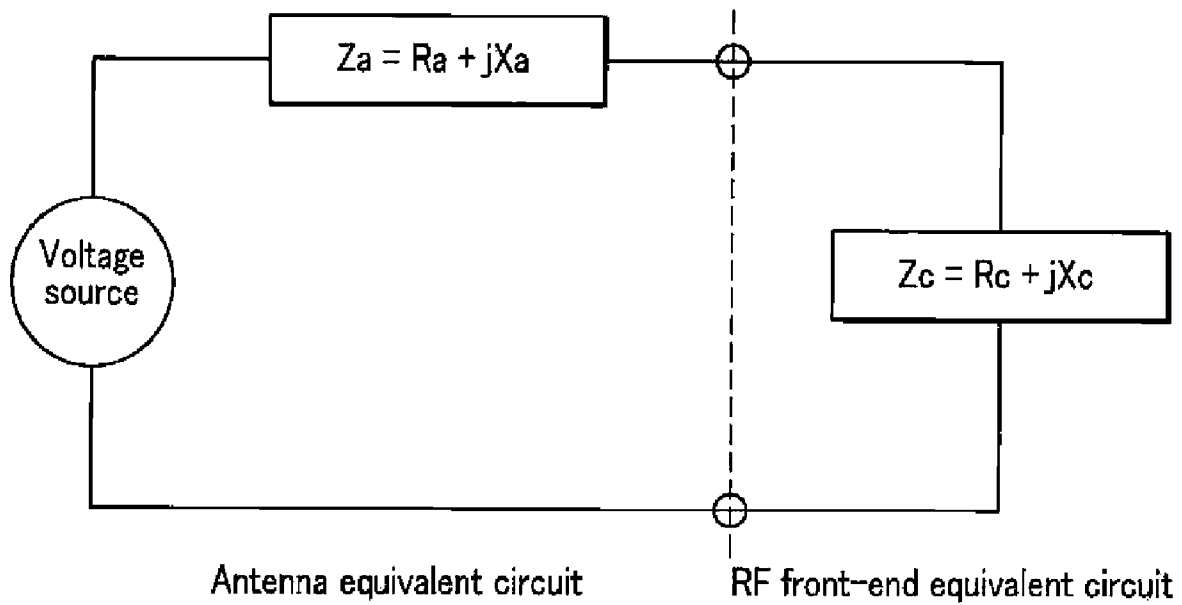 Za = Ra + jXa
Voltage
source
Zc = Rc + jXc
Antenna equivalent circuit
RF front-end equivalent circuit